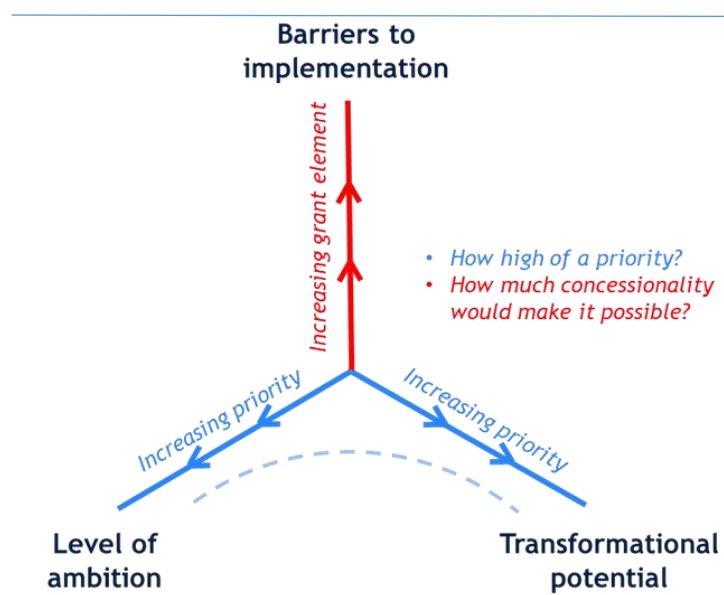 Barriers to
implementation
Increasing grant element
• How high of a priority?
• How much concessionality
would make it possible?
Increasing priority
Increasing priority
Level of
ambition
Transformational
potential